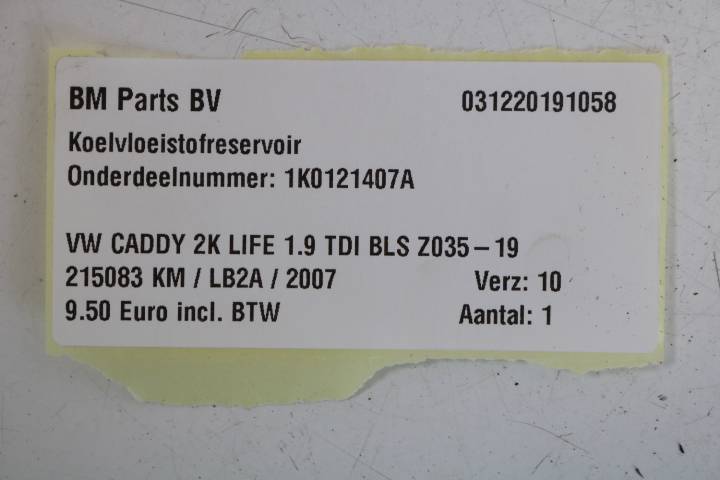 BM Parts BV 031220191058
Koelvloeistofreservoir
Onderdeelnummer: 1K0121407A
VW CADDY 2K LIFE 1.9 TDI BLS Z035-19
215083 KM / LB2A / 2007 Verz: 10
9.50 Euro incl. BTW Aantal: 1